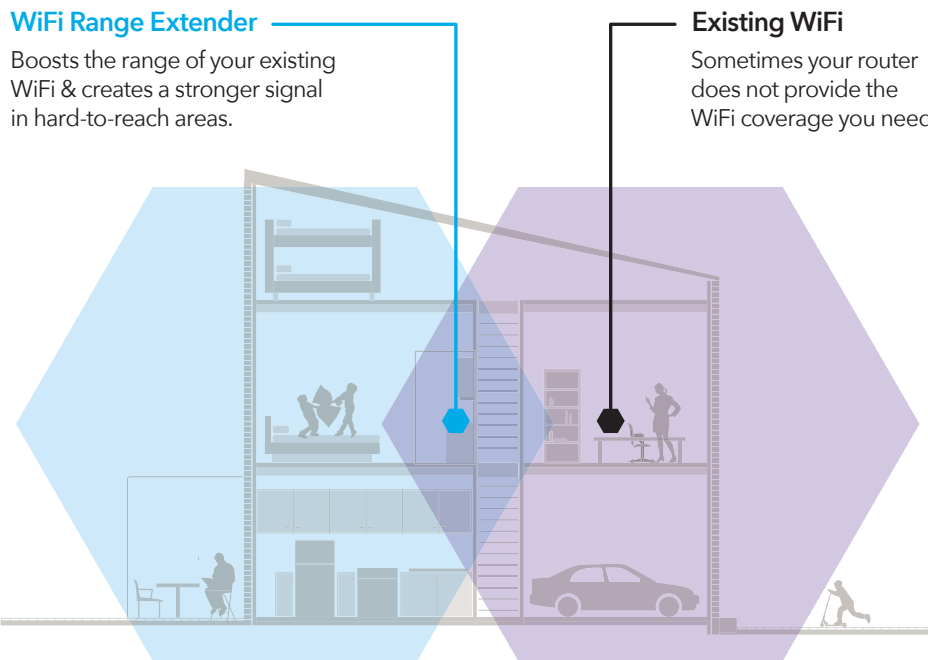 WiFi Range Extender
Boosts the range of your existing
WiFi & creates a stronger signal
in hard-to-reach areas.
Existing WiFi
Sometimes your router
does not provide the
WiFi coverage you need